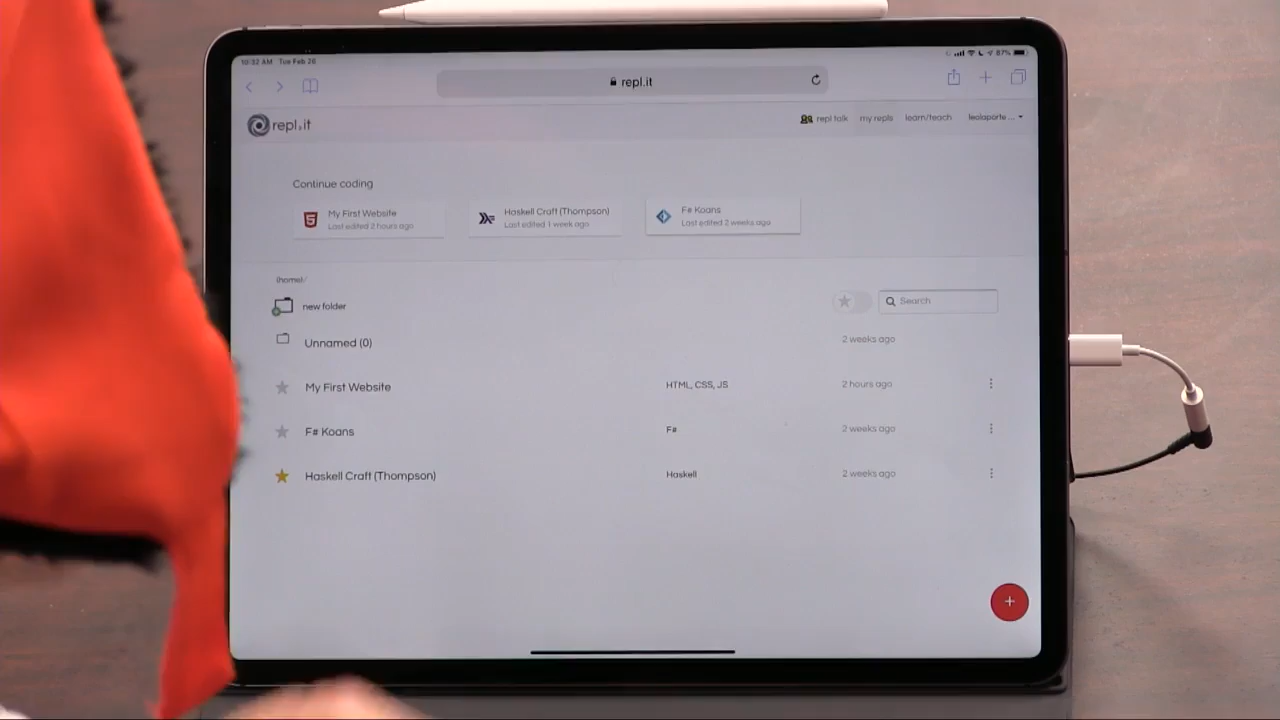 10:32 AM Tue Feb 26
87%
repl.it
repl.it
repl talk my repls learn/teach leolaporte ...
Continue coding
My First Website
Last edited 2 hours ago
Haskell Craft (Thompson)
Last edited 1 week ago
F# Koans
Last edited 2 weeks ago
(home)/
new folder
Search
Unnamed (0) 2 weeks ago
My First Website HTML, CSS, JS 2 hours ago
F# Koans F# 2 weeks ago
Haskell Craft (Thompson) Haskell 2 weeks ago